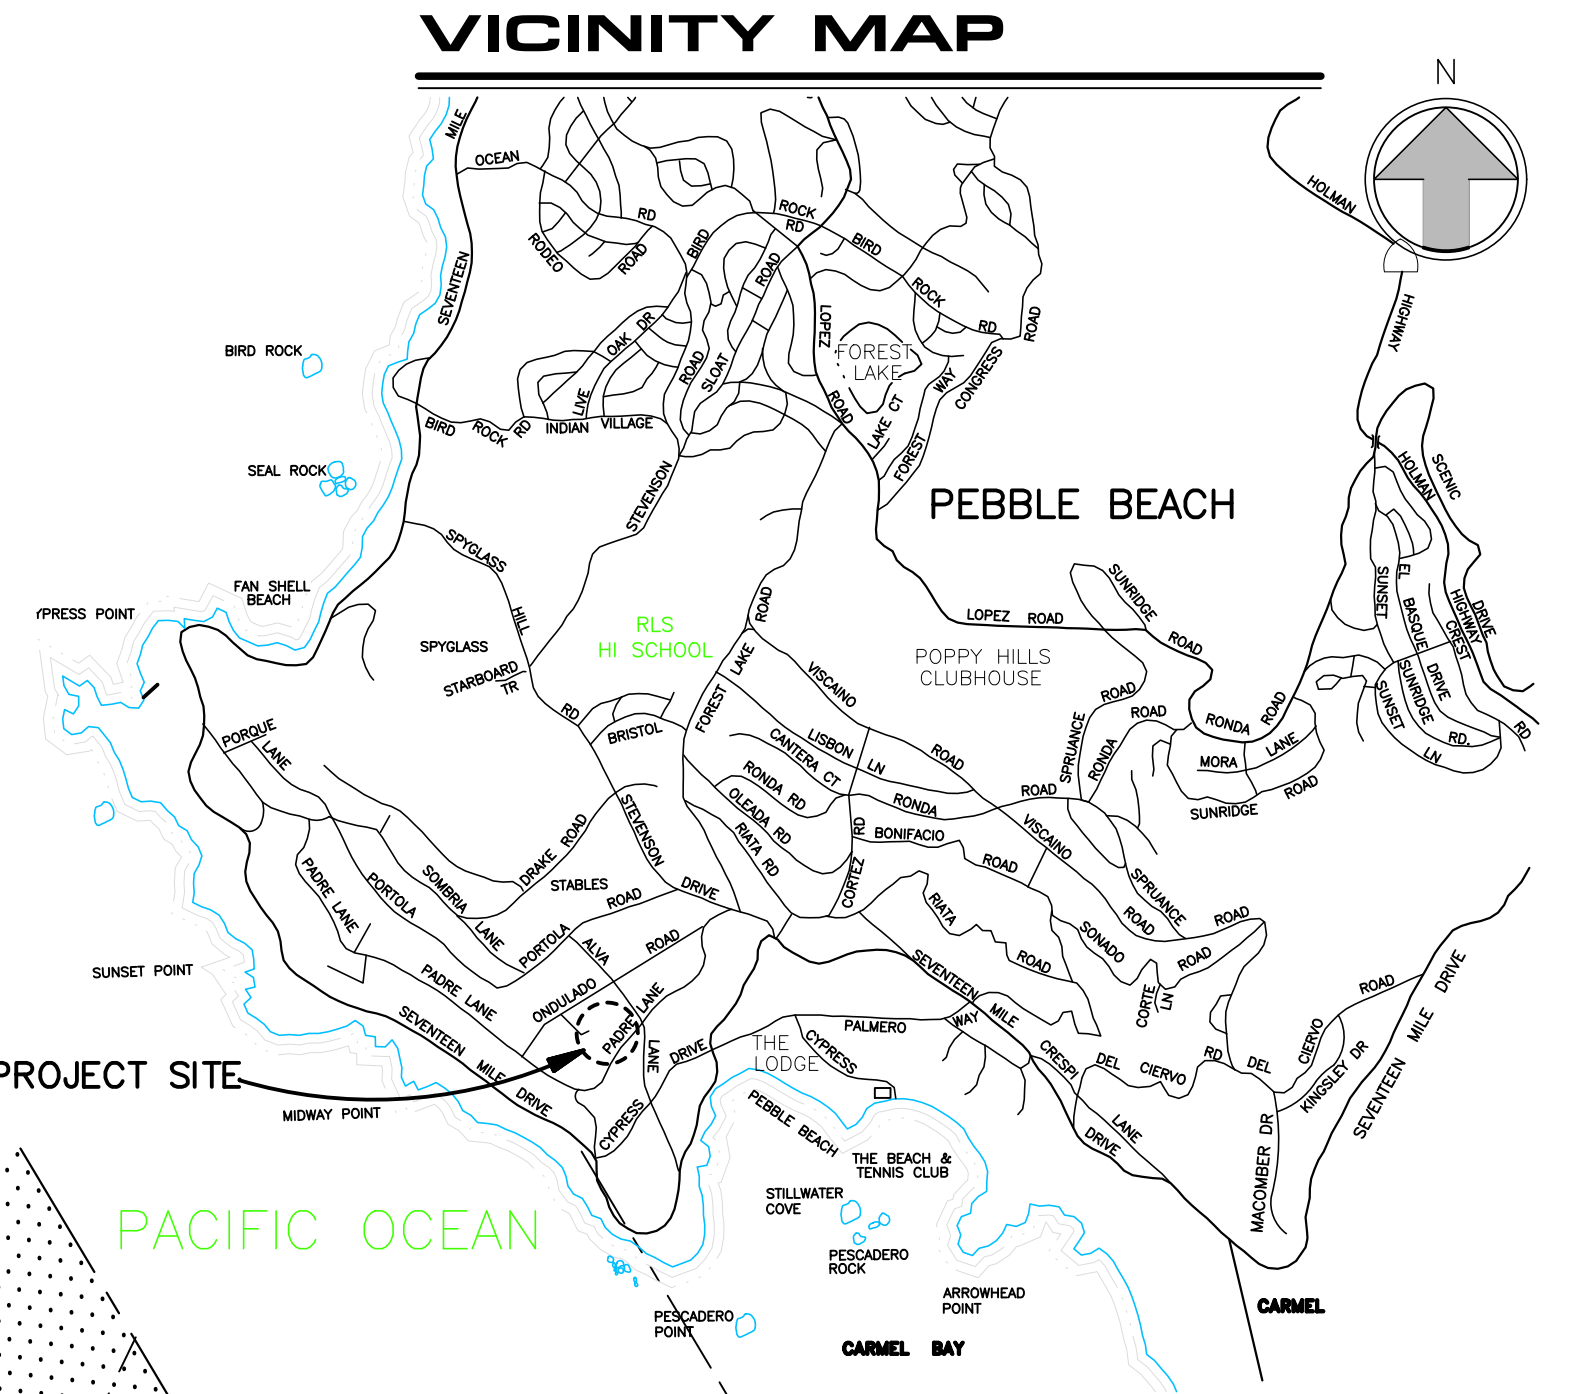 VICINITY MAP
N
MILE
OCEAN
HOLMAN
RD
ROCK
RD
BIRD
BIRD
RODEO
ROAD
ROAD
SEVENTEEN
ROCK
HIGHWAY
LOPEZ
RD
ROAD
OAK DR
BIRD ROCK
FOREST
LAKE
ROAD
SLOAT
WAY
CONGRESS
LIVE
ROAD
LAKE CT
BIRD
ROCK
RD
INDIAN
VILLAGE
FOREST
HOLMAN
SCENIC
SEAL ROCK
STEVENSON
PEBBLE BEACH
SPYGLASS
SUNRIDGE
SUNSET
EL
FAN SHELL
BEACH
YPRESS POINT
HILL
ROAD
LOPEZ ROAD
BASQUE
HIGHWAY
DRIVE
CREST
RLS
HI SCHOOL
ROAD
SPYGLASS
LAKE
POPPY HILLS
CLUBHOUSE
STARBOARD
TR
VISCAINO
SUNRIDGE
DRIVE
ROAD
SUNSET
FOREST
RD
ROAD
RONDA
ROAD
PORQUE
LANE
BRISTOL
LISBON
LN
CANTERA CT
ROAD
SPRUANCE
RONDA
MORA
LANE
RD.
RD
LN
RONDA RD
OLEADA RD
RONDA
ROAD
SUNRIDGE
ROAD
STEVENSON
RIATA RD
RD
BONIFACIO
VISCAINO
DRAKE ROAD
PADRE LANE
PORTOLA
SOMBRIA
LANE
STABLES
ROAD
DRIVE
CORTEZ
ROAD
SPRUANCE
ROAD
ROAD
RIATA
PORTOLA
ALVA
ROAD
SONADO
ROAD
ROAD
SUNSET POINT
PADRE LANE
SEVENTEEN
CORTE
LN
ROAD
SEVENTEEN MILE DRIVE
ONDULADO
PADRE LANE
SEVENTEEN
MILE
DRIVE
LANE
DRIVE
PALMERO
WAY
MILE
CYPRESS
THE
LODGE
CRESPI
DEL
CIERVO
RD
DEL
CIERVO
KINGSLEY DR
PROJECT SITE
MIDWAY POINT
CYPRESS
PEBBLE BEACH
LANE
DRIVE
MACOMBER DR
THE BEACH &
TENNIS CLUB
STILLWATER
COVE
PACIFIC OCEAN
PESCADERO
ROCK
ARROWHEAD
POINT
PESCADERO
POINT
CARMEL
CARMEL BAY